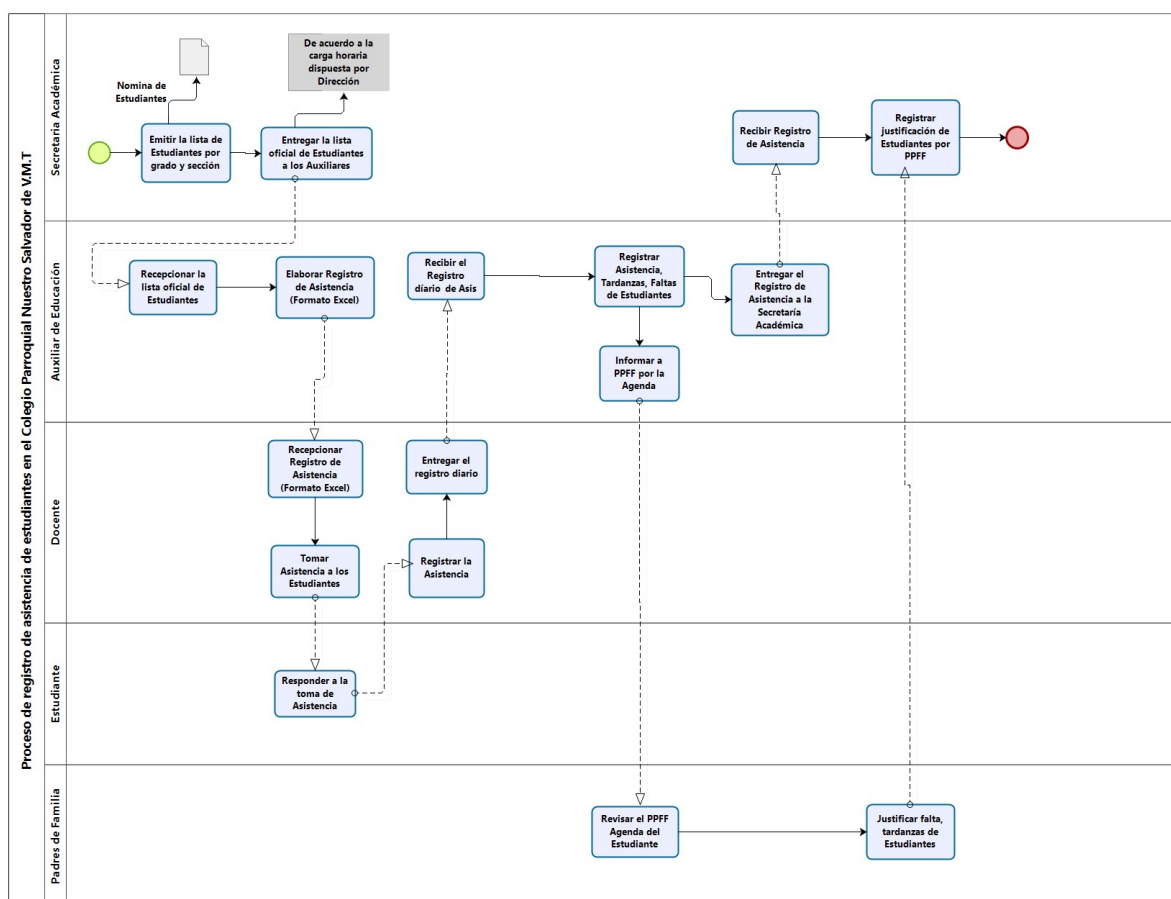 Proceso de registro de asistencia de estudiantes en el Colegio Parroquial Nuestro Salvador de V.M.T
Secretaria Académica
Nomina de
Estudiantes
De acuerdo a la
carga horaria
dispuesta por
Dirección
Emitir la lista de
Estudiantes por
grado y sección
Entregar la lista
oficial de Estudiantes
a los Auxiliares
Recibir Registro
de Asistencia
Registrar
justificación de
Estudiantes por
PPFF
Auxiliar de Educación
Recepcionar la
lista oficial de
Estudiantes
Elaborar Registro
de Asistencia
(Formato Excel)
Recibir el
Registro
díario de Asis
Registrar
Asistencia,
Tardanzas, Faltas
de Estudiantes
Entregar el
Registro de
Asistencia a la
Secretaría
Académica
Informar a
PPFF por la
Agenda
Docente
Recepcionar
Registro de
Asistencia
(Formato Excel)
Entregar el
registro diario
Tomar
Asistencia a los
Estudiantes
Registrar la
Asistencia
Estudiante
Responder a la
toma de
Asistencia
Padres de Familia
Revisar el PPFF
Agenda del
Estudiante
Justificar falta,
tardanzas de
Estudiantes